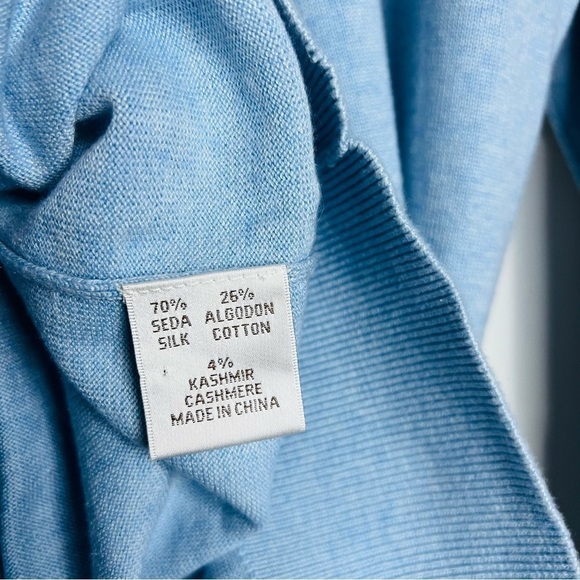 70% 26%
SEDA ALGODON
SILK COTTON
4%
KASHMIR
CASHMERE
MADE IN CHINA